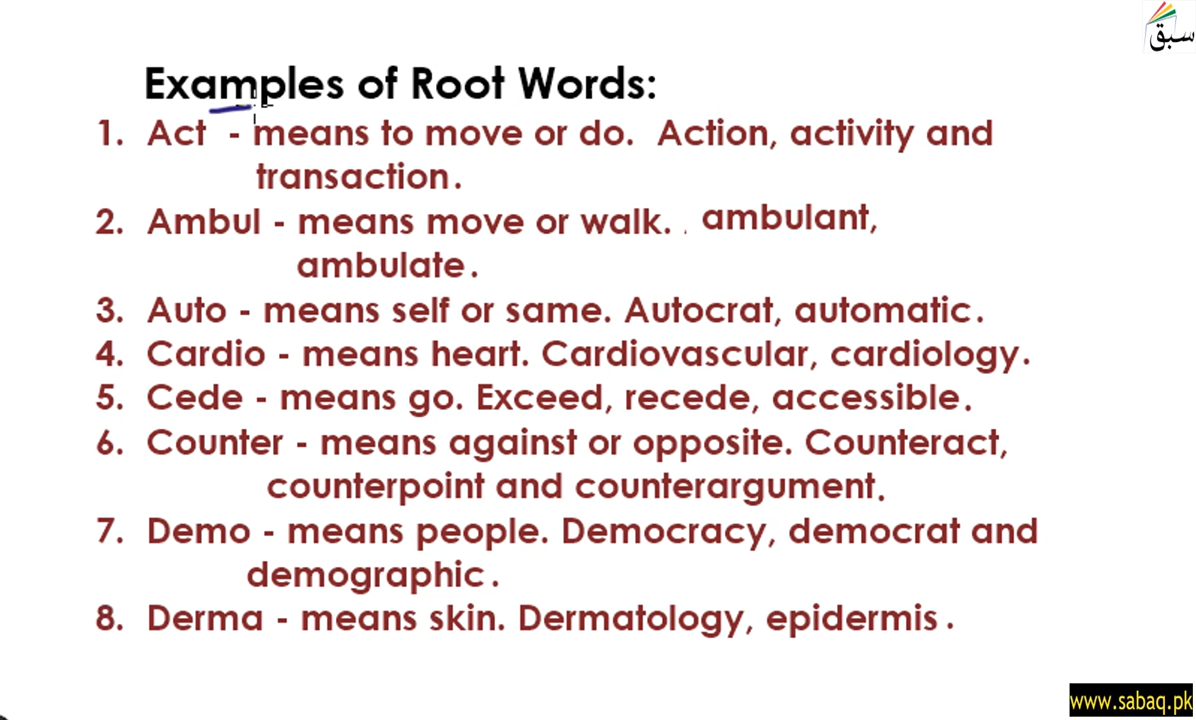 سبق
Examples of Root Words:
1. Act - means to move or do. Action, activity and
transaction.
2. Ambul - means move or walk. . ambulant,
ambulate.
3. Auto - means self or same. Autocrat, automatic.
4. Cardio - means heart. Cardiovascular, cardiology.
5. Cede - means go. Exceed, recede, accessible.
6. Counter - means against or opposite. Counteract,
counterpoint and counterargument.
7. Demo - means people. Democracy, democrat and
demographic.
8. Derma - means skin. Dermatology, epidermis.
www.sabaq.pk